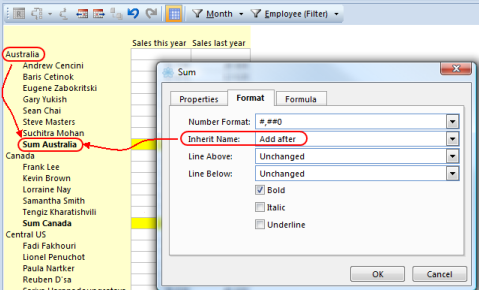 Month
Employee (Filter)
Sales this year Sales last year
Australia
Andrew Cencini
Baris Cetinok
Eugene Zabokritski
Gary Yukish
Sean Chai
Steve Masters
Suchitra Mohan
Sum Australia
Canada
Frank Lee
Kevin Brown
Lorraine Nay
Samantha Smith
Tengiz Kharatishvili
Sum Canada
Central US
Fadi Fakhouri
Lionel Penuchot
Paula Nartker
Reuben D'sa
Sum
Properties Format Formula
Number Format: #,##0
Inherit Name: Add after
Line Above: Unchanged
Line Below: Unchanged
Bold
Italic
Underline
OK Cancel